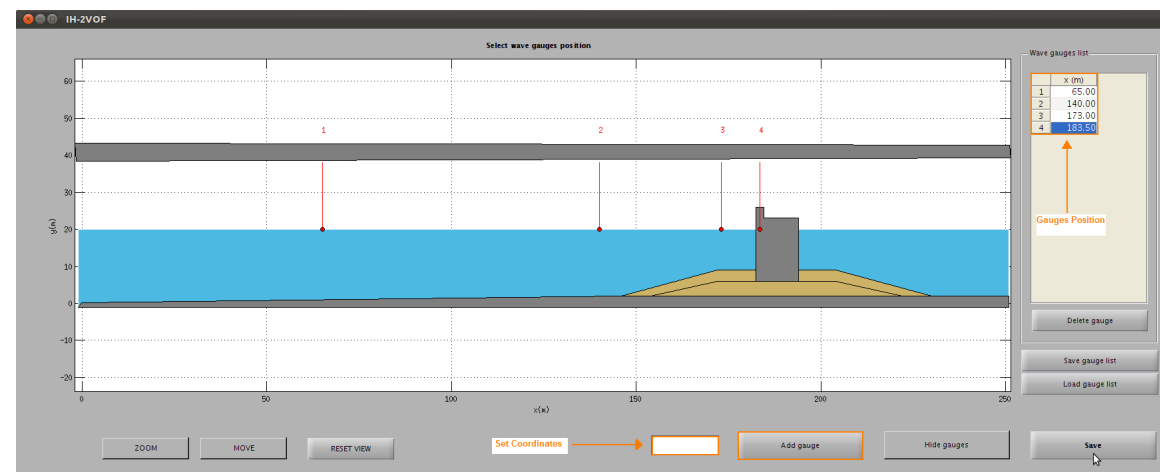 IH-2VOF
Select wave gauges position
Wave gauges list
x (m)
1 65.00
2 140.00
3 173.00
4 183.50
Gauges Position
Delete gauge
Save gauge list
Load gauge list
60
50
40
30
20
10
0
-10
-20
y(m)
1 2 3 4
0 50 100 150 200 250
x(m)
ZOOM
MOVE
RESET VIEW
Set Coordinates
Add gauge
Hide gauges
Save